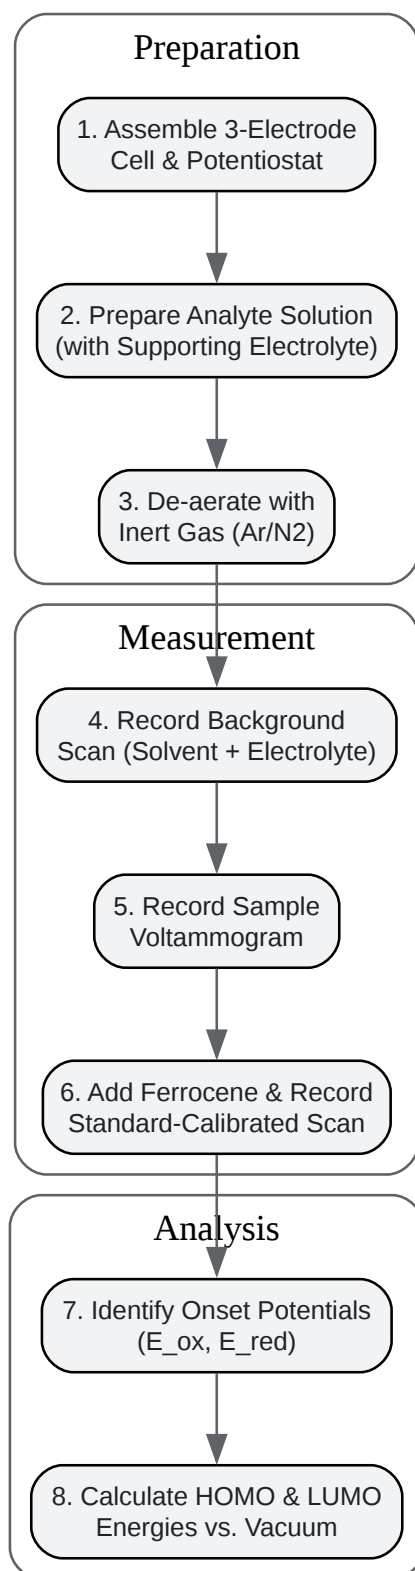 Preparation
1. Assemble 3-Electrode
Cell & Potentiostat
2. Prepare Analyte Solution
(with Supporting Electrolyte)
3. De-aerate with
Inert Gas (Ar/N2)
Measurement
4. Record Background
Scan (Solvent + Electrolyte)
5. Record Sample
Voltammogram
6. Add Ferrocene & Record
Standard-Calibrated Scan
Analysis
7. Identify Onset Potentials
(E_ox, E_red)
8. Calculate HOMO & LUMO
Energies vs. Vacuum